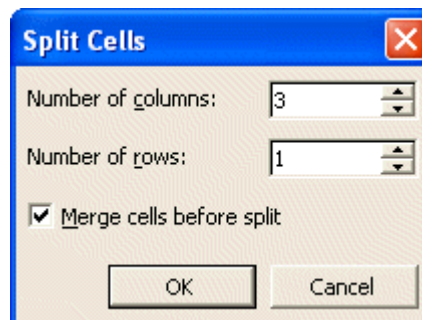 Split Cells
Number of columns: 3
Number of rows: 1
Merge cells before split
OK Cancel